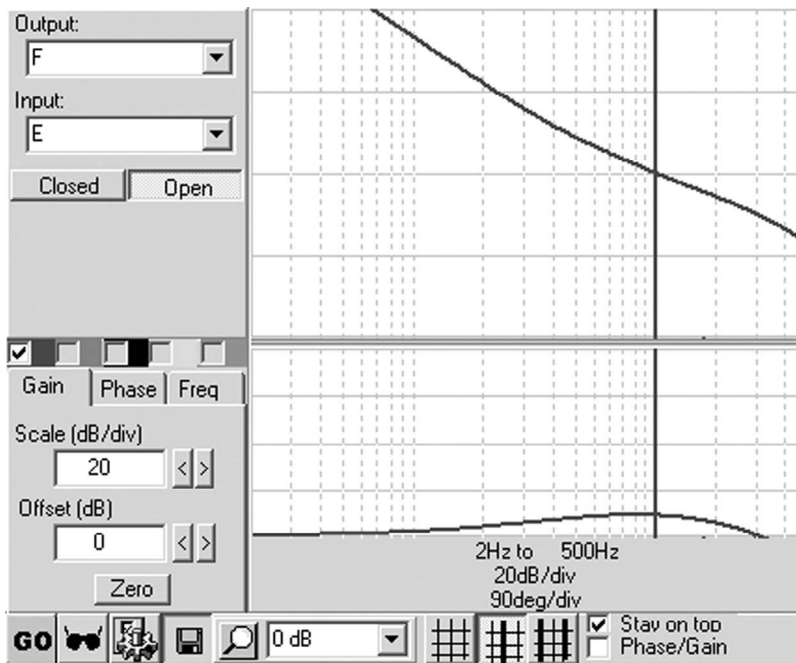 Output:
F
Input:
E
Closed Open
Gain Phase Freq
Scale (dB/div)
20 < >
Offset (dB)
0 < >
Zero
2Hz to 500Hz
20dB/div
90deg/div
GO 0 dB Stay on top
Phase/Gain